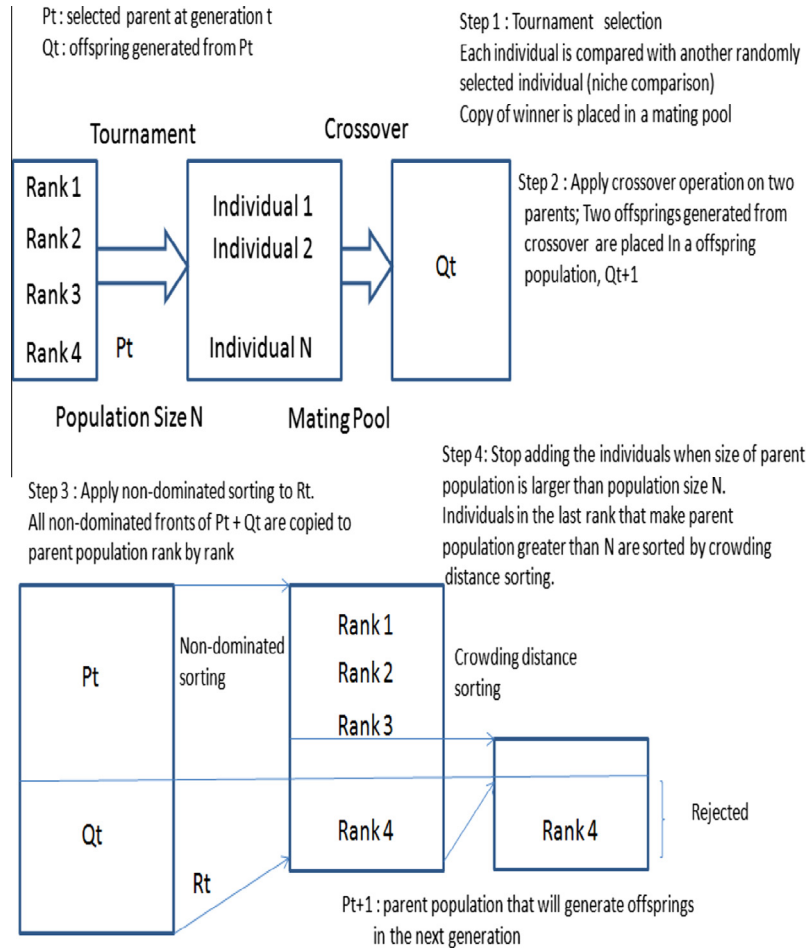 Pt : selected parent at generation t
Qt : offspring generated from Pt
Step 1 : Tournament selection
Each individual is compared with another randomly
selected individual (niche comparison)
Copy of winner is placed in a mating pool
Tournament
Crossover
Rank 1
Rank 2
Rank 3
Rank 4
Pt
Individual 1
Individual 2
Individual N
Qt
Step 2 : Apply crossover operation on two
parents; Two offsprings generated from
crossover are placed In a offspring
population, Qt+1
Population Size N
Mating Pool
Step 3 : Apply non-dominated sorting to Rt.
All non-dominated fronts of Pt + Qt are copied to
parent population rank by rank
Step 4: Stop adding the individuals when size of parent
population is larger than population size N.
Individuals in the last rank that make parent
population greater than N are sorted by crowding
distance sorting.
Pt
Qt
Non-dominated
sorting
Rt
Rank 1
Rank 2
Rank 3
Rank 4
Crowding distance
sorting
Rank 4
Rejected
Pt+1 : parent population that will generate offsprings
in the next generation